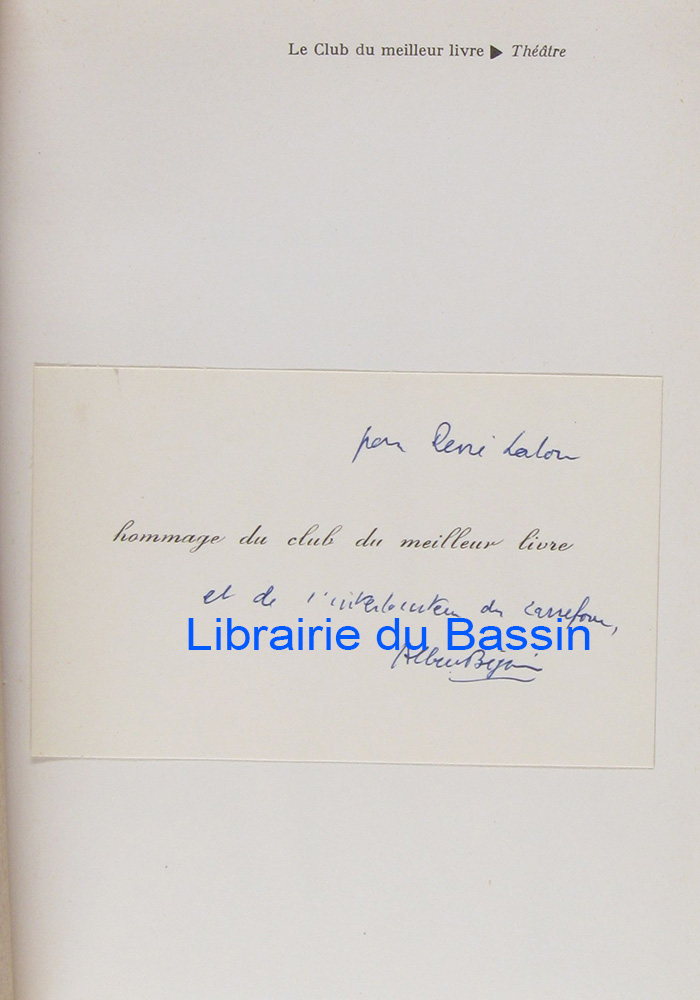 Le Club du meilleur livre ▶ Théâtre
pour René Lalou
hommage du club du meilleur livre
et de l'interlocuteur du carrefour,
Librairie du Bassin
Albert Béguin